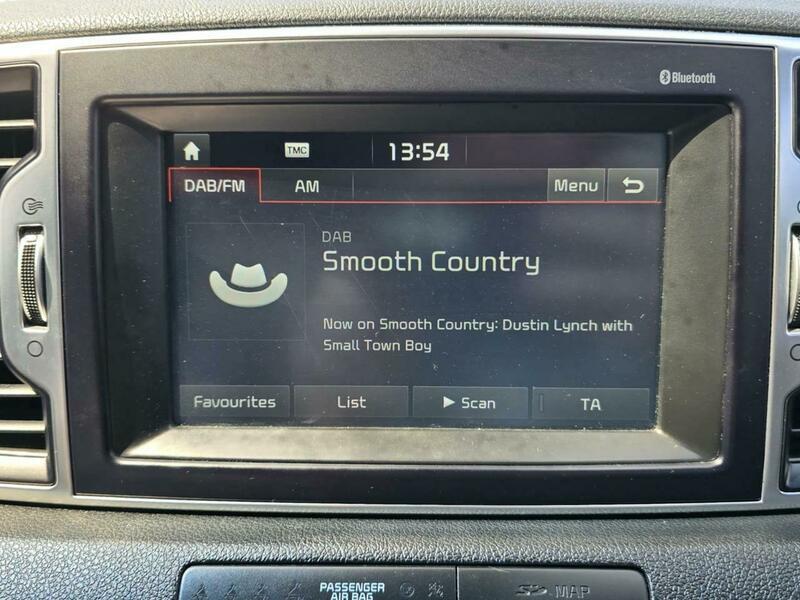 Bluetooth
TMC
13:54
DAB/FM AM Menu
DAB
Smooth Country
Now on Smooth Country: Dustin Lynch with
Small Town Boy
Favourites List Scan TA
PASSENGER
AIR BAG
SD MAP